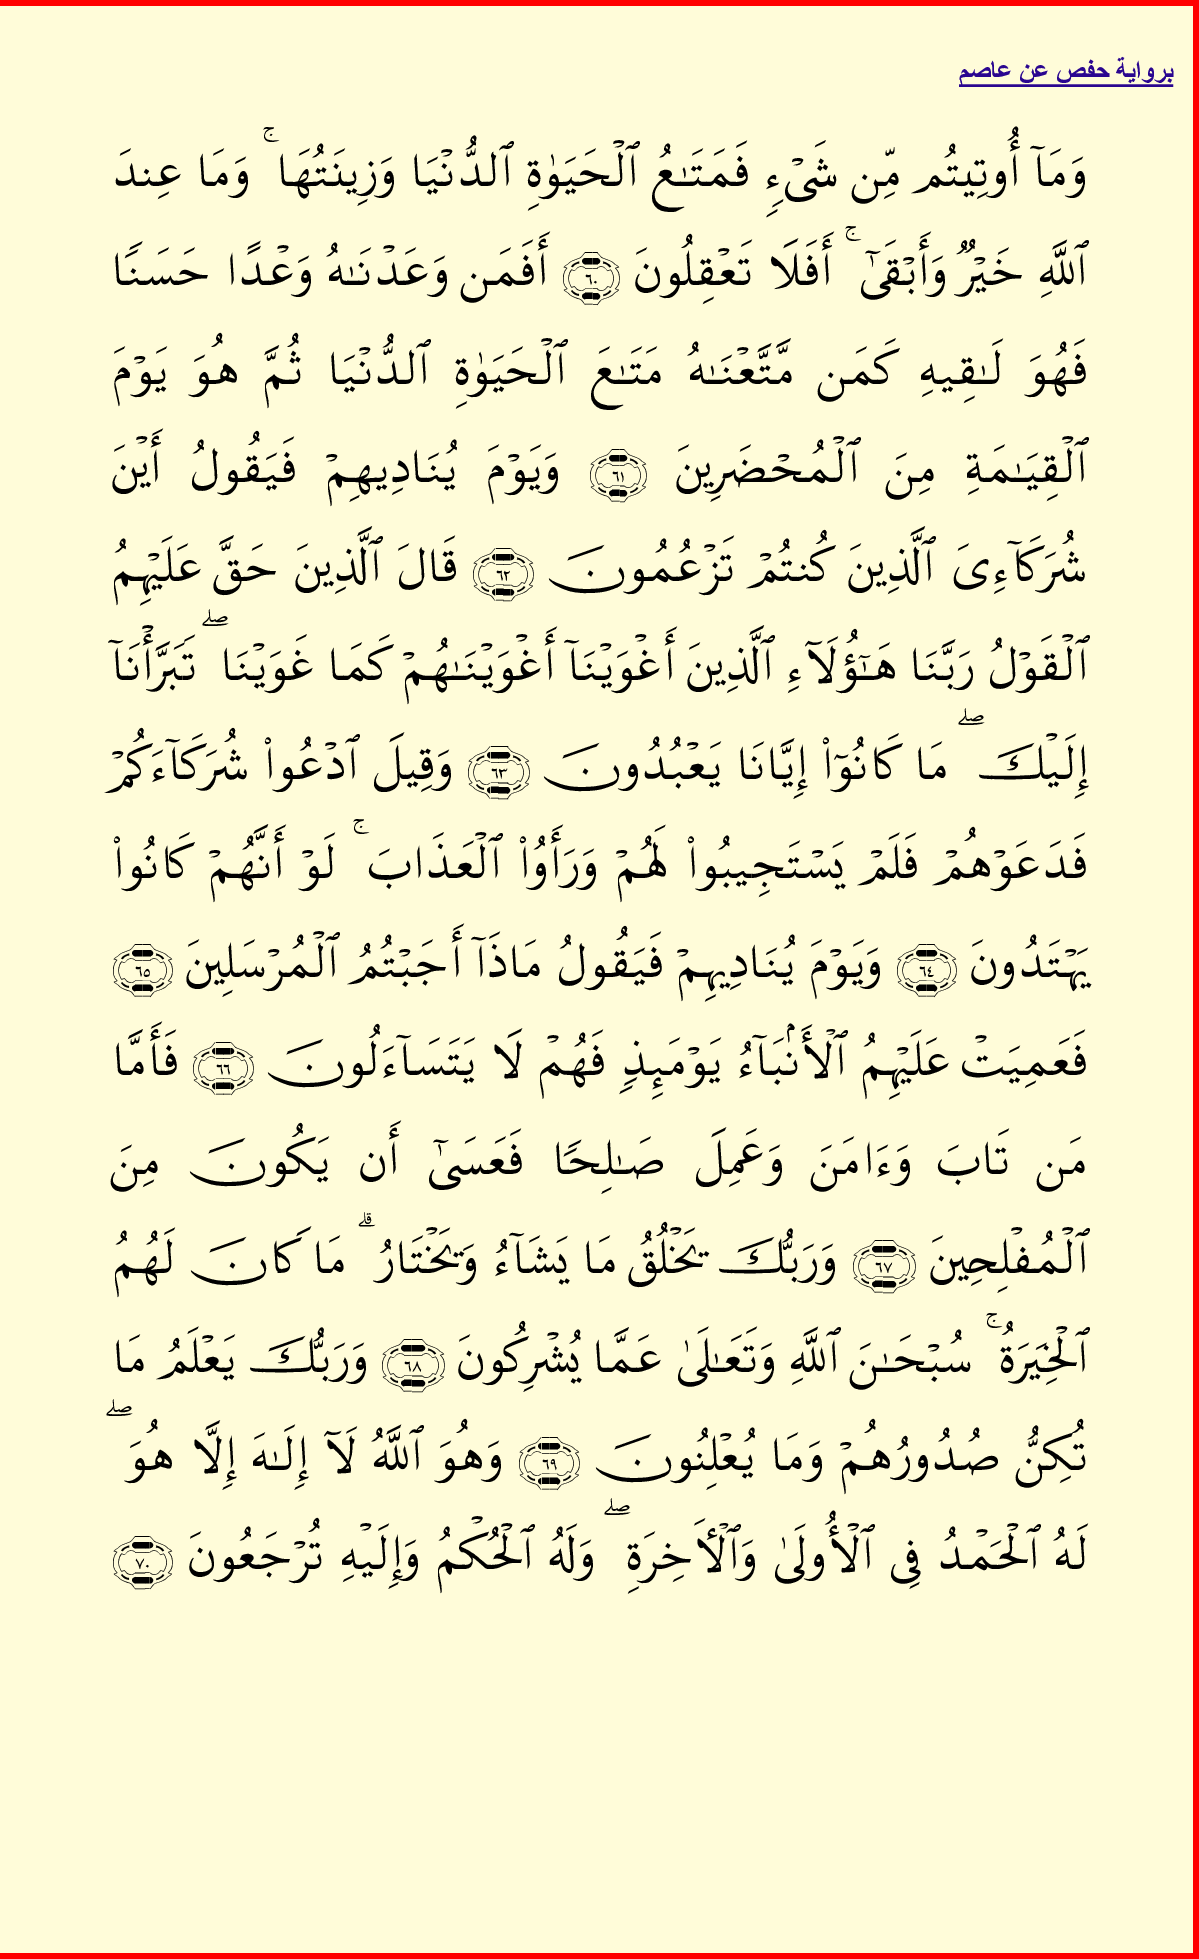 برواية حفص عن عاصم
وَمَآ أُوتِيتُم مِّن شَىْءٍ فَمَتَـٰعُ ٱلْحَيَوٰةِ ٱلدُّنْيَا وَزِينَتُهَا ۚ وَمَا عِندَ
ٱللَّهِ خَيْرٌ وَأَبْقَىٰٓ ۚ أَفَلَا تَعْقِلُونَ ٦٠ أَفَمَن وَعَدْنَـٰهُ وَعْدًا حَسَنًا
فَهُوَ لَـٰقِيهِ كَمَن مَّتَّعْنَـٰهُ مَتَـٰعَ ٱلْحَيَوٰةِ ٱلدُّنْيَا ثُمَّ هُوَ يَوْمَ
ٱلْقِيَـٰمَةِ مِنَ ٱلْمُحْضَرِينَ ٦١ وَيَوْمَ يُنَادِيهِمْ فَيَقُولُ أَيْنَ
شُرَكَآءِىَ ٱلَّذِينَ كُنتُمْ تَزْعُمُونَ ٦٢ قَالَ ٱلَّذِينَ حَقَّ عَلَيْهِمُ
ٱلْقَوْلُ رَبَّنَا هَـٰٓؤُلَآءِ ٱلَّذِينَ أَغْوَيْنَآ أَغْوَيْنَـٰهُمْ كَمَا غَوَيْنَا ۖ تَبَرَّأْنَآ
إِلَيْكَ ۖ مَا كَانُوٓا۟ إِيَّانَا يَعْبُدُونَ ٦٣ وَقِيلَ ٱدْعُوا۟ شُرَكَآءَكُمْ
فَدَعَوْهُمْ فَلَمْ يَسْتَجِيبُوا۟ لَهُمْ وَرَأَوُا۟ ٱلْعَذَابَ ۚ لَوْ أَنَّهُمْ كَانُوا۟
يَهْتَدُونَ ٦٤ وَيَوْمَ يُنَادِيهِمْ فَيَقُولُ مَاذَآ أَجَبْتُمُ ٱلْمُرْسَلِينَ ٦٥
فَعَمِيَتْ عَلَيْهِمُ ٱلْأَنۢبَآءُ يَوْمَئِذٍ فَهُمْ لَا يَتَسَآءَلُونَ ٦٦ فَأَمَّا
مَن تَابَ وَءَامَنَ وَعَمِلَ صَـٰلِحًا فَعَسَىٰٓ أَن يَكُونَ مِنَ
ٱلْمُفْلِحِينَ ٦٧ وَرَبُّكَ يَخْلُقُ مَا يَشَآءُ وَيَخْتَارُ ۗ مَا كَانَ لَهُمُ
ٱلْخِيَرَةُ ۚ سُبْحَـٰنَ ٱللَّهِ وَتَعَـٰلَىٰ عَمَّا يُشْرِكُونَ ٦٨ وَرَبُّكَ يَعْلَمُ مَا
تُكِنُّ صُدُورُهُمْ وَمَا يُعْلِنُونَ ٦٩ وَهُوَ ٱللَّهُ لَآ إِلَـٰهَ إِلَّا هُوَ ۖ
لَهُ ٱلْحَمْدُ فِى ٱلْأُولَىٰ وَٱلْـَٔاخِرَةِ ۖ وَلَهُ ٱلْحُكْمُ وَإِلَيْهِ تُرْجَعُونَ ٧٠